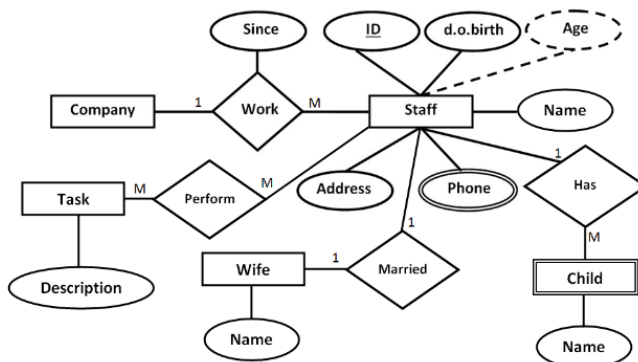 Since
ID
d.o.birth
Age
Company
1
Work
M
Staff
Name
Task
M
Perform
M
Address
Phone
1
Has
M
Child
Name
Description
Wife
1
Married
1
Name